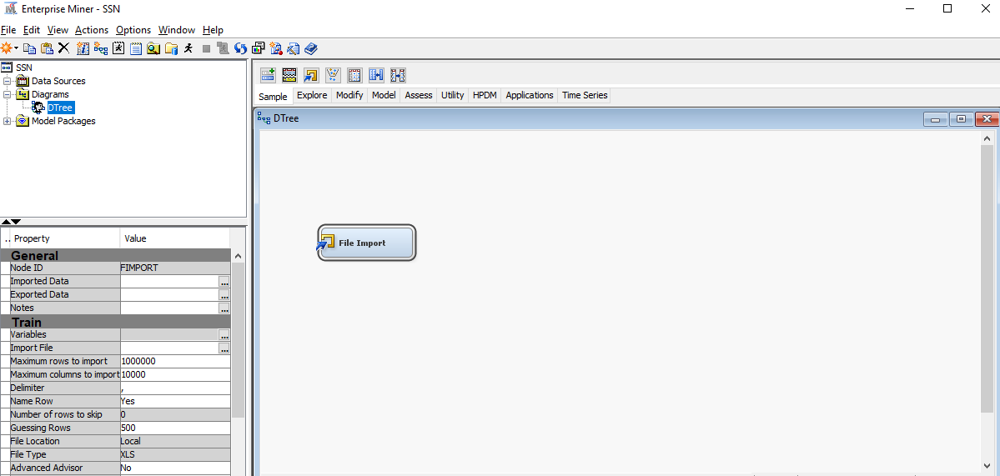 Enterprise Miner - SSN
File Edit View Actions Options Window Help
SSN
Data Sources
Diagrams
DTree
Model Packages
.. Property Value
General
Node ID FIMPORT
Imported Data ...
Exported Data ...
Notes ...
Train
Variables ...
Import File ...
Maximum rows to import 1000000
Maximum columns to import 10000
Delimiter ,
Name Row Yes
Number of rows to skip 0
Guessing Rows 500
File Location Local
File Type XLS
Advanced Advisor No
Sample Explore Modify Model Assess Utility HPDM Applications Time Series
DTree
File Import